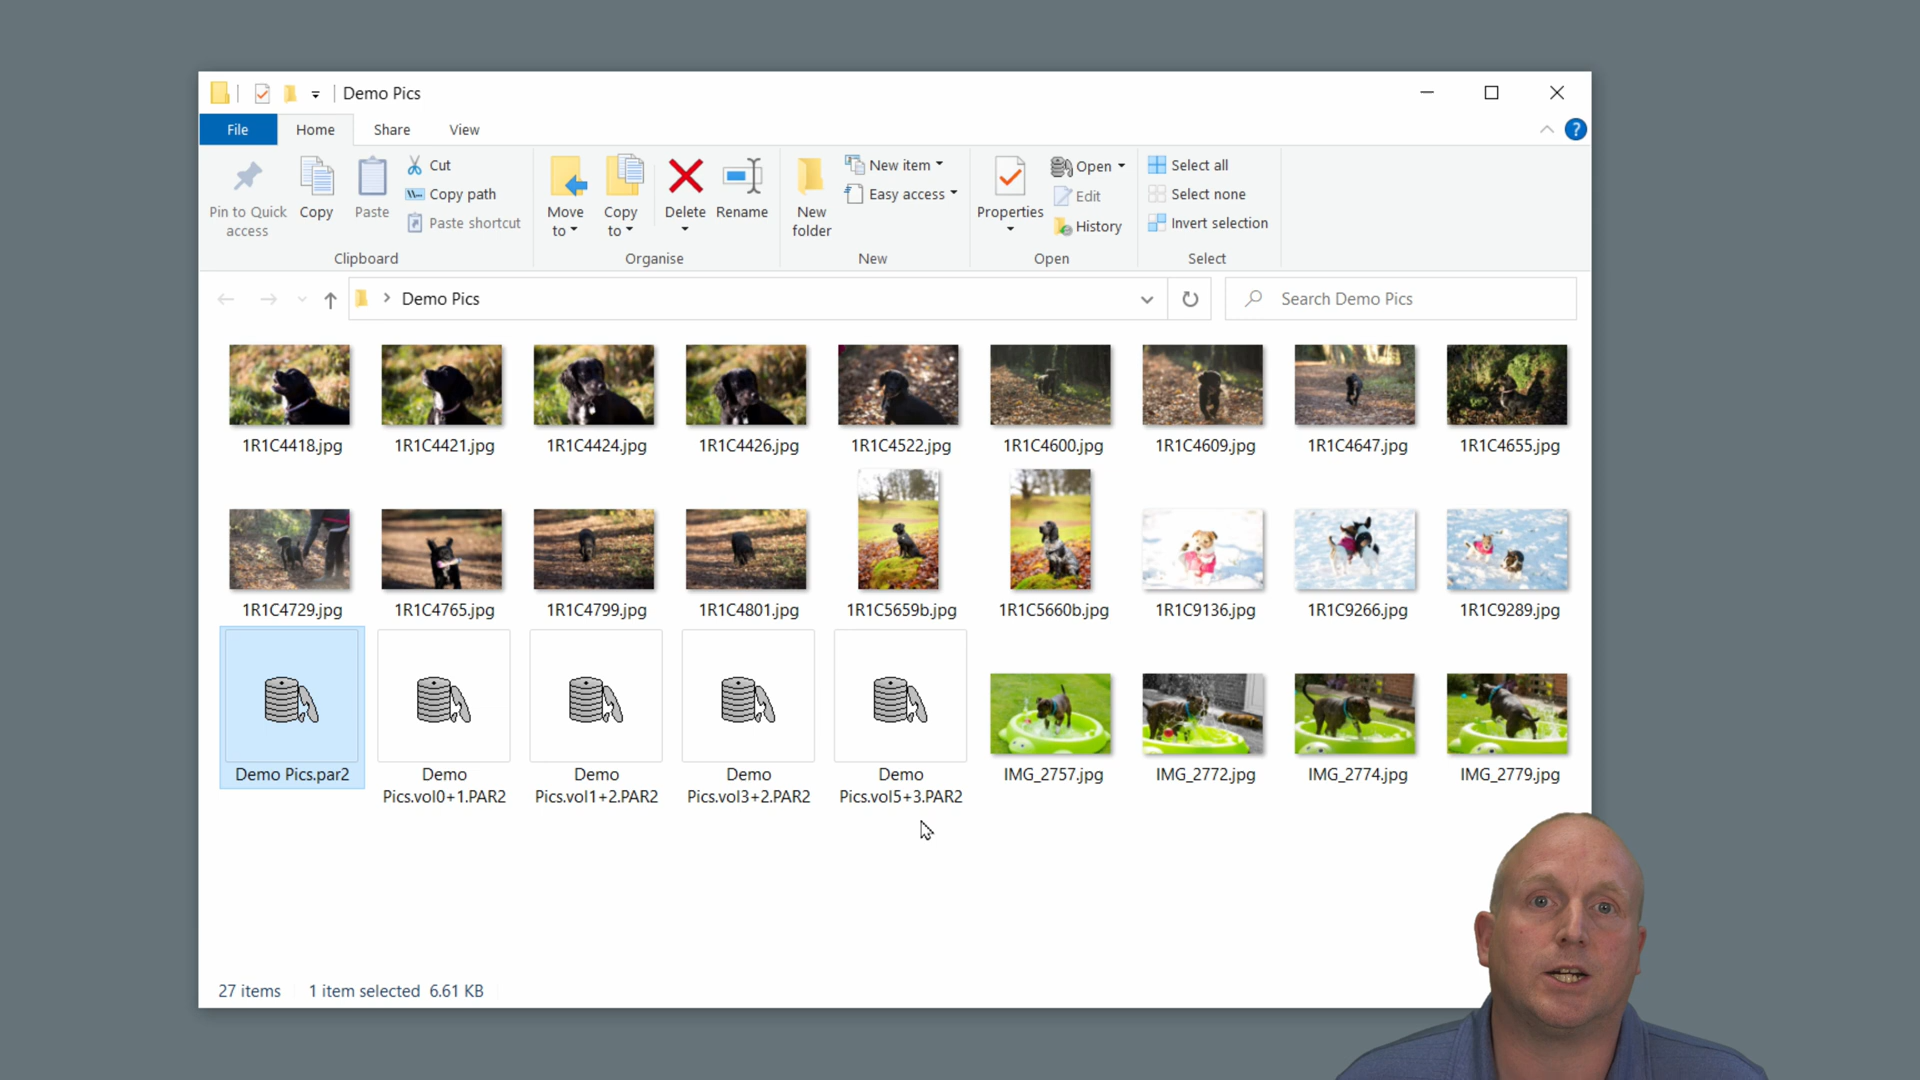 Demo Pics
File Home Share View
?
Pin to Quick access
Copy
Paste
Cut
Copy path
Paste shortcut
Clipboard
Move to
Copy to
Delete
Rename
Organise
New folder
New item
Easy access
New
Properties
Open
Edit
History
Open
Select all
Select none
Invert selection
Select
Demo Pics
Search Demo Pics
1R1C4418.jpg 1R1C4421.jpg 1R1C4424.jpg 1R1C4426.jpg 1R1C4522.jpg 1R1C4600.jpg 1R1C4609.jpg 1R1C4647.jpg 1R1C4655.jpg
1R1C4729.jpg 1R1C4765.jpg 1R1C4799.jpg 1R1C4801.jpg 1R1C5659b.jpg 1R1C5660b.jpg 1R1C9136.jpg 1R1C9266.jpg 1R1C9289.jpg
Demo Pics.par2 Demo Demo Demo Demo IMG_2757.jpg IMG_2772.jpg IMG_2774.jpg IMG_2779.jpg
Pics.vol0+1.PAR2 Pics.vol1+2.PAR2 Pics.vol3+2.PAR2 Pics.vol5+3.PAR2
27 items 1 item selected 6.61 KB